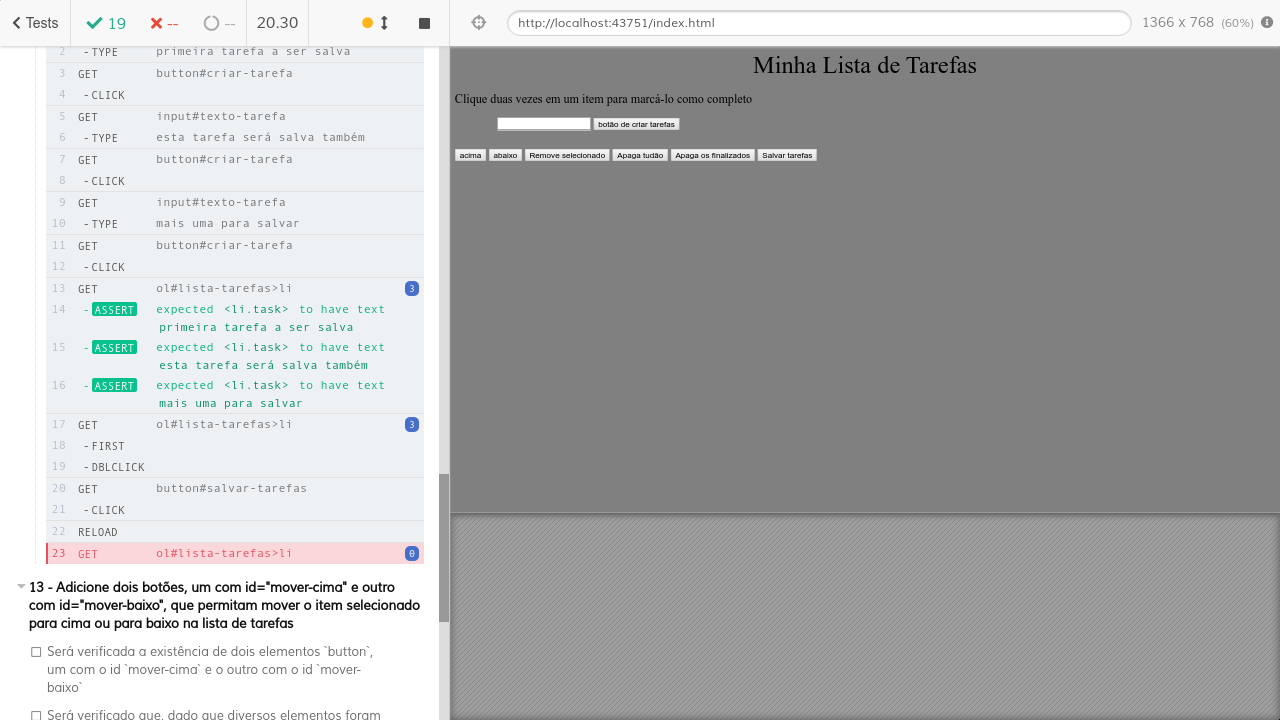 Tests
19
--
--
20.30
http://localhost:43751/index.html
1366 x 768 (60%)
2 -TYPE primeira tarefa a ser salva
3 GET button#criar-tarefa
4 -CLICK
5 GET input#texto-tarefa
6 -TYPE esta tarefa será salva também
7 GET button#criar-tarefa
8 -CLICK
9 GET input#texto-tarefa
10 -TYPE mais uma para salvar
11 GET button#criar-tarefa
12 -CLICK
13 GET ol#lista-tarefas>li 3
14 -ASSERT expected <li.task> to have text
primeira tarefa a ser salva
15 -ASSERT expected <li.task> to have text
esta tarefa será salva também
16 -ASSERT expected <li.task> to have text
mais uma para salvar
17 GET ol#lista-tarefas>li 3
18 -FIRST
19 -DBLCLICK
20 GET button#salvar-tarefas
21 -CLICK
22 RELOAD
23 GET ol#lista-tarefas>li 0
13 - Adicione dois botões, um com id="mover-cima" e outro
com id="mover-baixo", que permitam mover o item selecionado
para cima ou para baixo na lista de tarefas
Será verificada a existência de dois elementos `button`,
um com o id `mover-cima` e o outro com o id `mover-
baixo`
Será verificado que, dado que diversos elementos foram
Minha Lista de Tarefas
Clique duas vezes em um item para marcá-lo como completo
botão de criar tarefas
acima abaixo Remove selecionado Apaga tudão Apaga os finalizados Salvar tarefas